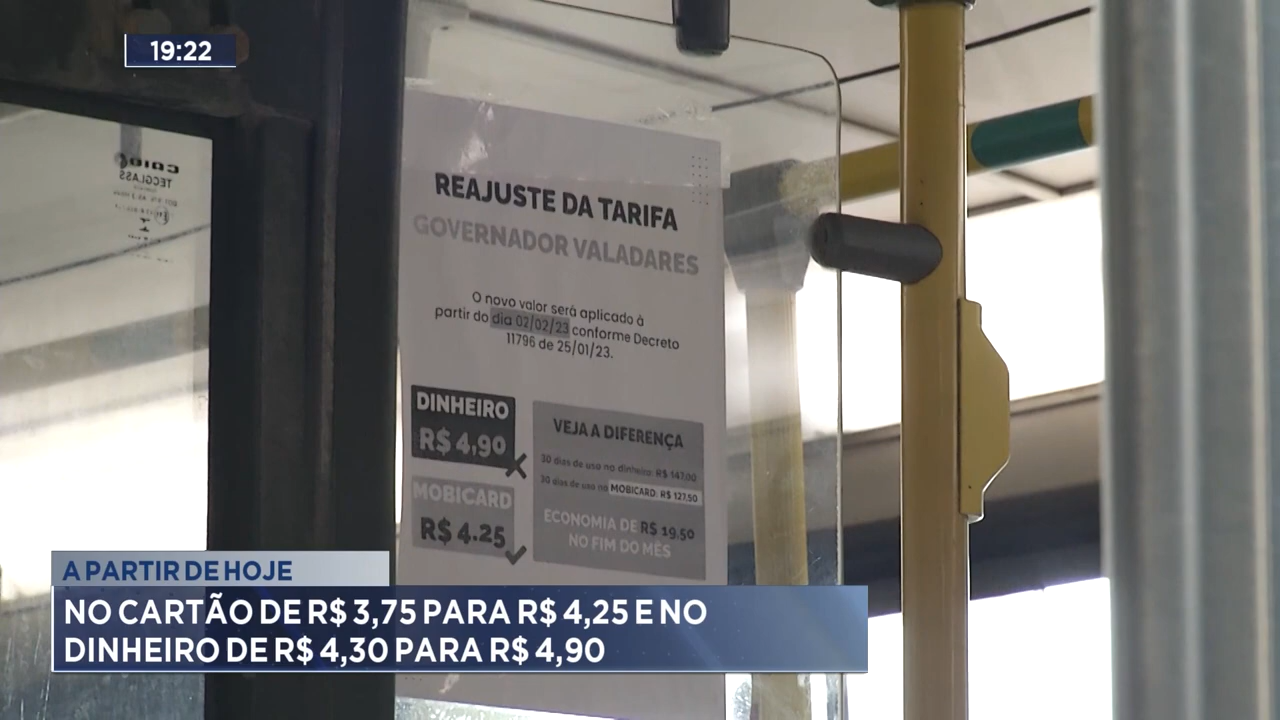 19:22
REAJUSTE DA TARIFA
GOVERNADOR VALADARES
O novo valor será aplicado à
partir do dia 02/02/23 conforme Decreto
11796 de 25/01/23.
DINHEIRO
R$ 4,90
MOBICARD
R$ 4.25
VEJA A DIFERENÇA
30 dias de uso no dinheiro: R$ 147,00
30 dias de uso no MOBICARD: R$ 127,50
ECONOMIA DE R$ 19,50
NO FIM DO MÊS
CAIO
TECGLASS
A PARTIR DE HOJE
NO CARTÃO DE R$ 3,75 PARA R$ 4,25 E NO
DINHEIRO DE R$ 4,30 PARA R$ 4,90